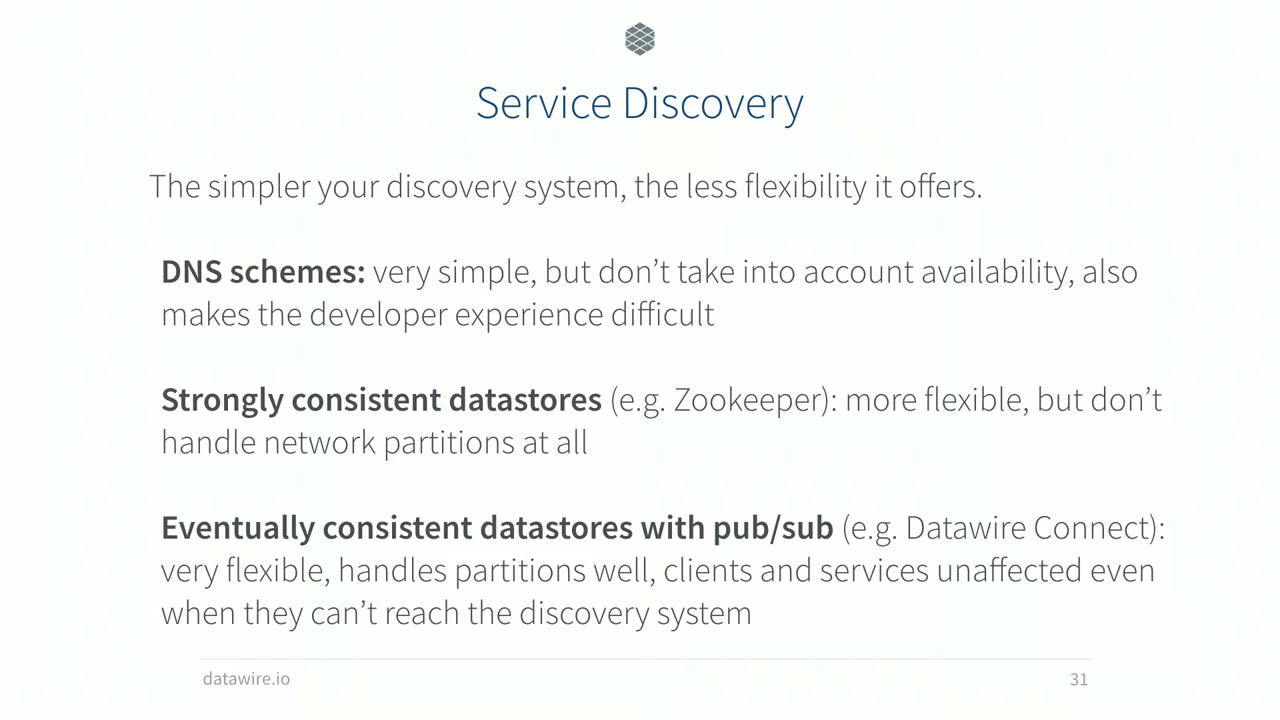 Service Discovery
The simpler your discovery system, the less flexibility it offers.
DNS schemes: very simple, but don’t take into account availability, also
makes the developer experience difficult
Strongly consistent datastores (e.g. Zookeeper): more flexible, but don’t
handle network partitions at all
Eventually consistent datastores with pub/sub (e.g. Datawire Connect):
very flexible, handles partitions well, clients and services unaffected even
when they can’t reach the discovery system
datawire.io
31